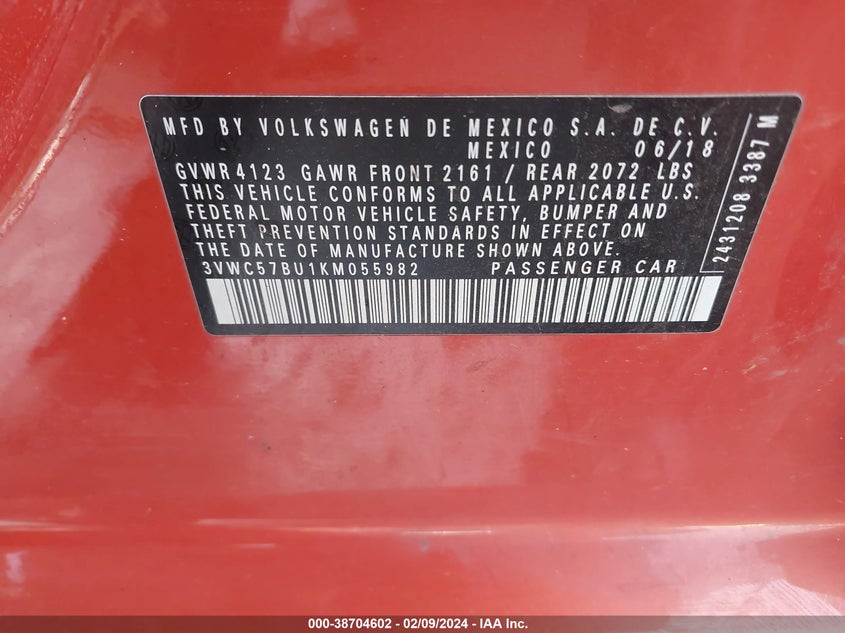 MFD BY VOLKSWAGEN DE MEXICO S.A. DE C.V.
MEXICO 06/18
GVWR 4123 GAWR FRONT 2161 / REAR 2072 LBS
THIS VEHICLE CONFORMS TO ALL APPLICABLE U.S.
FEDERAL MOTOR VEHICLE SAFETY, BUMPER AND
THEFT PREVENTION STANDARDS IN EFFECT ON
THE DATE OF MANUFACTURE SHOWN ABOVE.
3VWC57BU1KM055982 PASSENGER CAR
2431208 3387 M
000-38704602 - 02/09/2024 - IAA Inc.